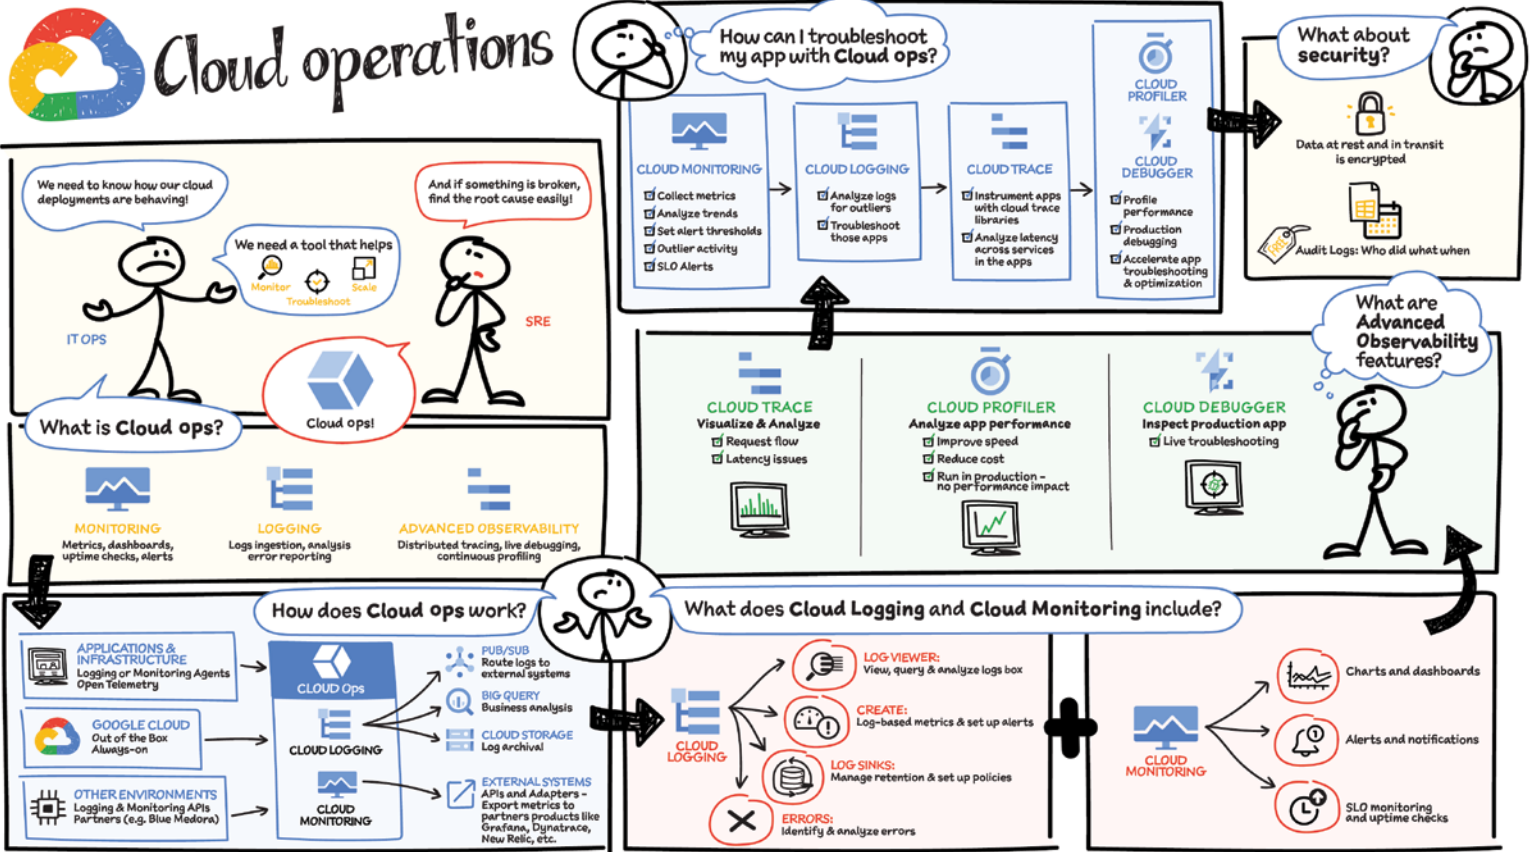 Cloud operations
We need to know how our cloud
deployments are behaving!
And if something is broken,
find the root cause easily!
We need a tool that helps
Monitor
Troubleshoot
Scale
IT OPS
SRE
Cloud ops!
What is Cloud ops?
MONITORING
Metrics, dashboards,
uptime checks, alerts
LOGGING
Logs ingestion, analysis
error reporting
ADVANCED OBSERVABILITY
Distributed tracing, live debugging,
continuous profiling
How does Cloud ops work?
APPLICATIONS &
INFRASTRUCTURE
Logging or Monitoring Agents
Open Telemetry
GOOGLE CLOUD
Out of the Box
Always-on
OTHER ENVIRONMENTS
Logging & Monitoring APIs
Partners (e.g. Blue Medora)
CLOUD Ops
CLOUD LOGGING
CLOUD
MONITORING
PUB/SUB
Route logs to
external systems
BIG QUERY
Business analysis
CLOUD STORAGE
Log archival
EXTERNAL SYSTEMS
APIs and Adapters -
Export metrics to
partners products like
Grafana, Dynatrace,
New Relic, etc.
What does Cloud Logging and Cloud Monitoring include?
CLOUD
LOGGING
LOG VIEWER:
View, query & analyze logs box
CREATE:
Log-based metrics & set up alerts
LOG SINKS:
Manage retention & set up policies
ERRORS:
Identify & analyze errors
CLOUD
MONITORING
Charts and dashboards
1
Alerts and notifications
SLO monitoring
and uptime checks
What are
Advanced
Observability
features?
CLOUD TRACE
Visualize & Analyze
Request flow
Latency issues
CLOUD PROFILER
Analyze app performance
Improve speed
Reduce cost
Run in production -
no performance impact
CLOUD DEBUGGER
Inspect production app
Live troubleshooting
How can I troubleshoot
my app with Cloud ops?
CLOUD MONITORING
Collect metrics
Analyze trends
Set alert thresholds
Outlier activity
SLO Alerts
CLOUD LOGGING
Analyze logs
for outliers
Troubleshoot
those apps
CLOUD TRACE
Instrument apps
with cloud trace
libraries
Analyze latency
across services
in the apps
CLOUD
PROFILER
CLOUD
DEBUGGER
Profile
performance
Production
debugging
Accelerate app
troubleshooting
& optimization
What about
security?
Data at rest and in transit
is encrypted
FREE
Audit Logs: Who did what when